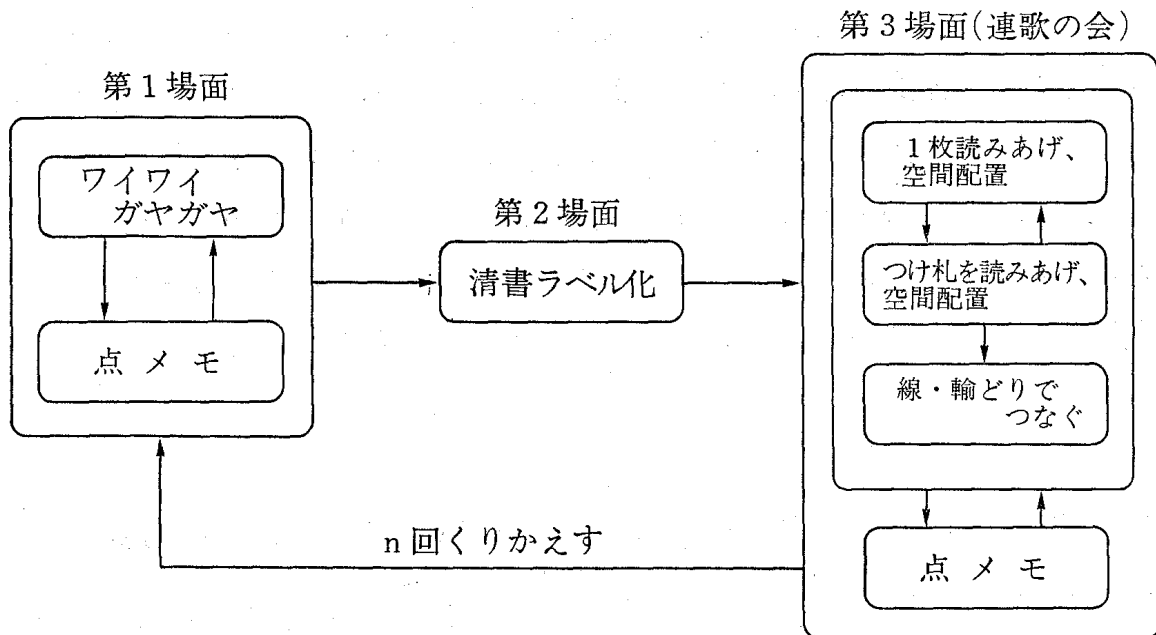 第1場面
ワイワイ
ガヤガヤ
点メモ
第2場面
清書ラベル化
第3場面(連歌の会)
1枚読みあげ、
空間配置
つけ札を読みあげ、
空間配置
線・輪どりで
つなぐ
点メモ
n回くりかえす